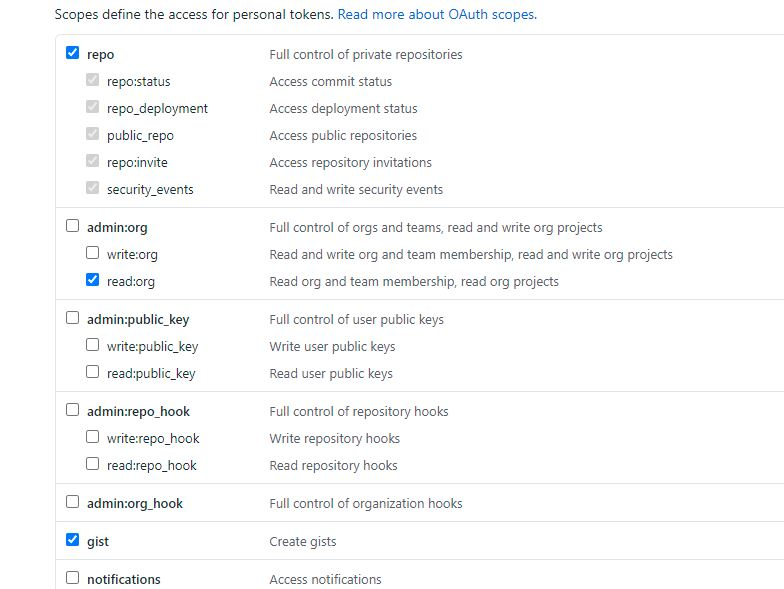 Scopes define the access for personal tokens. Read more about OAuth scopes.
repo Full control of private repositories
repo:status Access commit status
repo_deployment Access deployment status
public_repo Access public repositories
repo:invite Access repository invitations
security_events Read and write security events
admin:org Full control of orgs and teams, read and write org projects
write:org Read and write org and team membership, read and write org projects
read:org Read org and team membership, read org projects
admin:public_key Full control of user public keys
write:public_key Write user public keys
read:public_key Read user public keys
admin:repo_hook Full control of repository hooks
write:repo_hook Write repository hooks
read:repo_hook Read repository hooks
admin:org_hook Full control of organization hooks
gist Create gists
notifications Access notifications